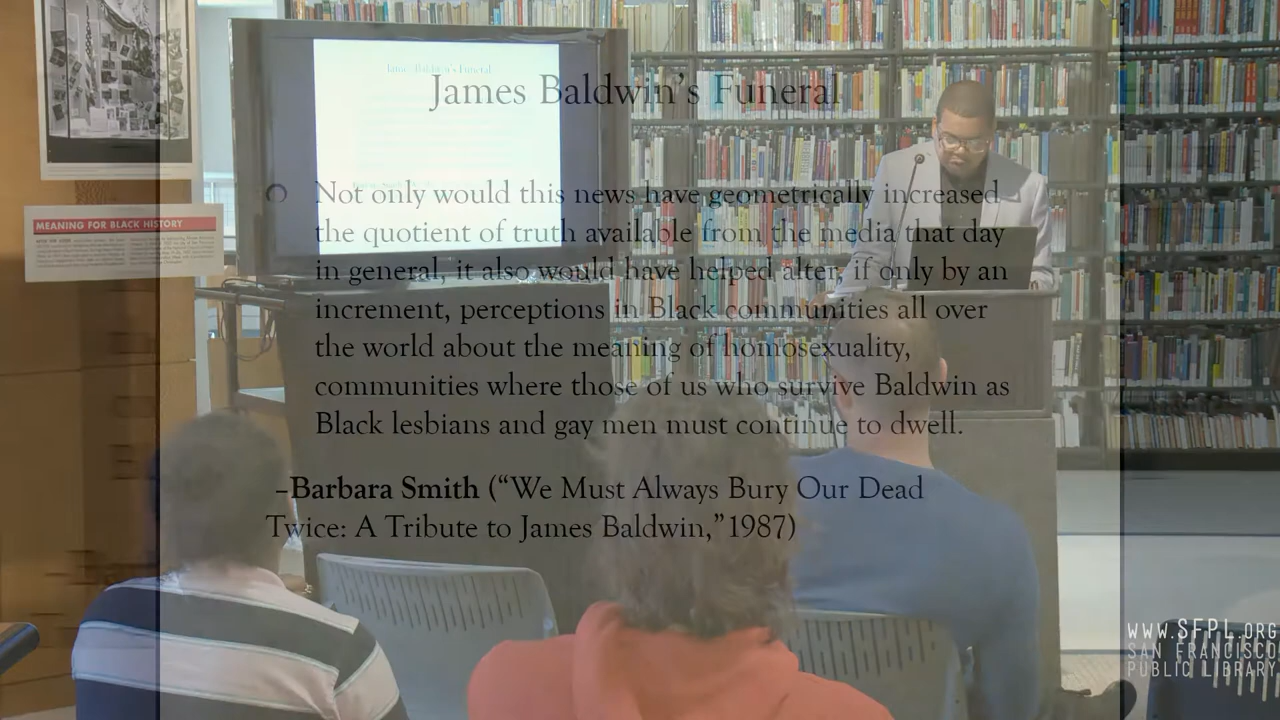 James Baldwin's Funeral
Not only would this news have geometrically increased
the quotient of truth available from the media that day
in general, it also would have helped alter, if only by an
increment, perceptions in Black communities all over
the world about the meaning of homosexuality,
communities where those of us who survive Baldwin as
Black lesbians and gay men must continue to dwell.
–Barbara Smith (“We Must Always Bury Our Dead
Twice: A Tribute to James Baldwin,”1987)
James Baldwin's Funeral
MEANING FOR BLACK HISTORY
WWW.SFPL.ORG
SAN FRANCISCO
PUBLIC LIBRARY